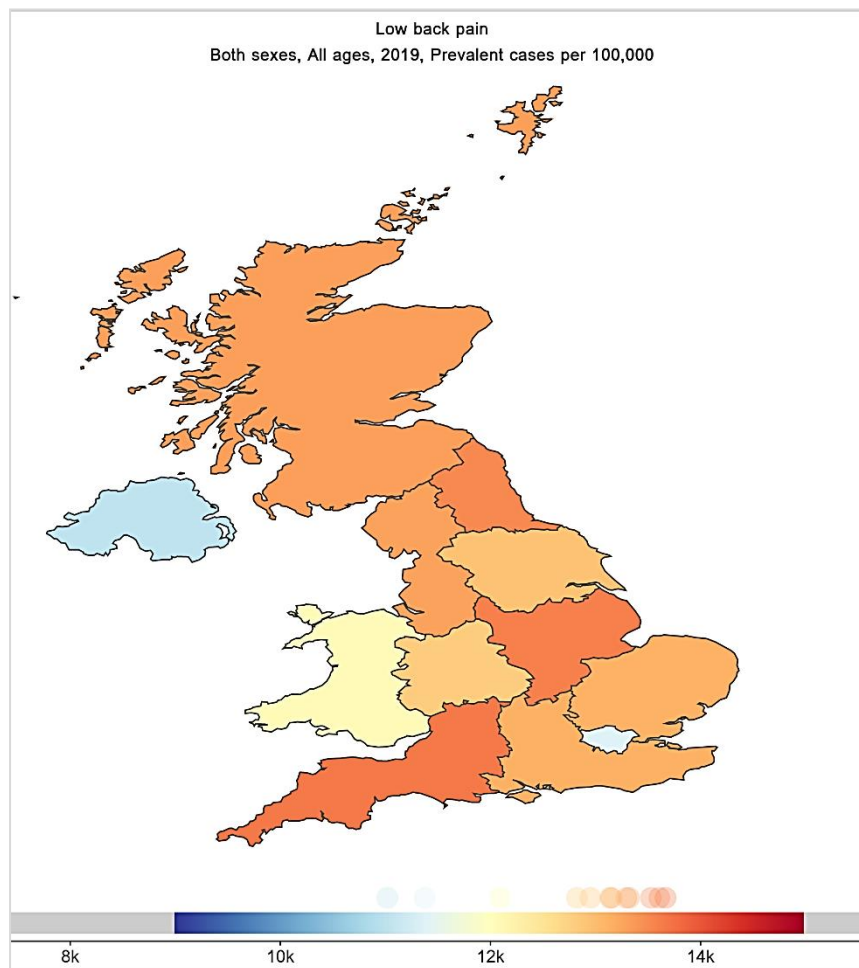 Low back pain
Both sexes, All ages, 2019, Prevalent cases per 100,000
8k 10k 12k 14k